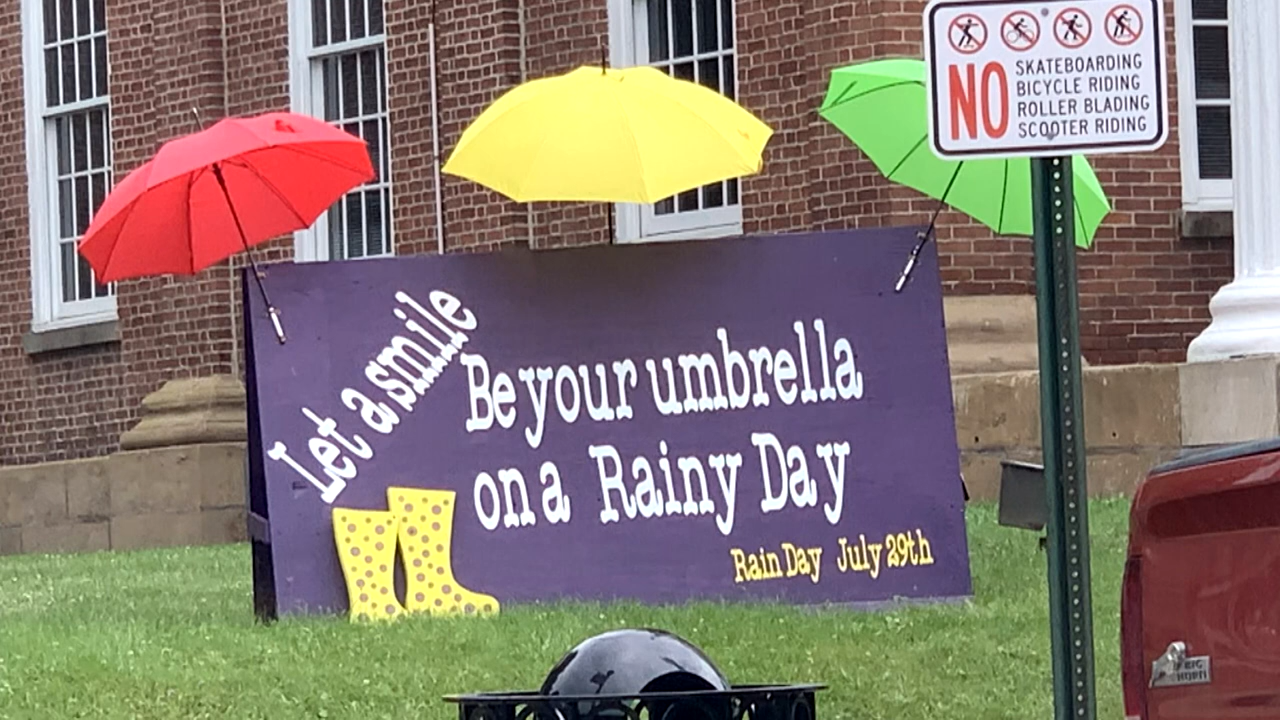 NO
SKATEBOARDING
BICYCLE RIDING
ROLLER BLADING
SCOOTER RIDING
Let a smile
Be your umbrella
on a Rainy Day
Rain Day July 29th